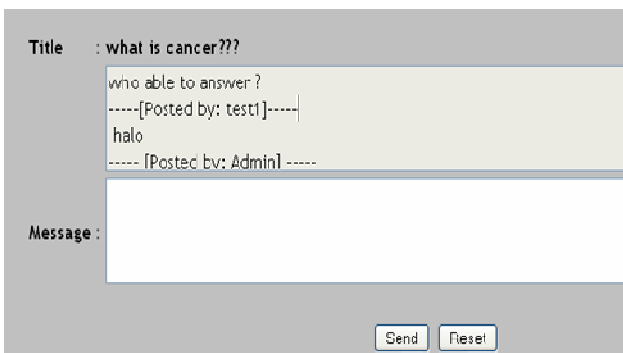 Title : what is cancer???
who able to answer ?
-----[Posted by: test1]-----
halo
----- [Posted by: Admin] -----
Message :
Send Reset